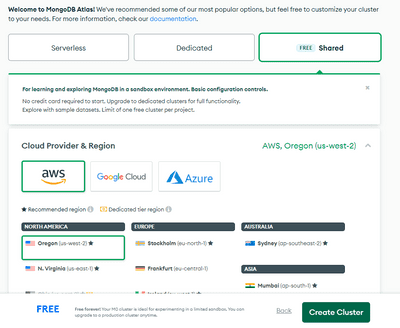 Welcome to MongoDB Atlas! We've recommended some of our most popular options, but feel free to customize your cluster
to your needs. For more information, check our documentation.
Serverless
Dedicated
FREE Shared
For learning and exploring MongoDB in a sandbox environment. Basic configuration controls.
No credit card required to start. Upgrade to dedicated clusters for full functionality.
Explore with sample datasets. Limit of one free cluster per project.
Cloud Provider & Region
AWS, Oregon (us-west-2)
aws
Google Cloud
Azure
★ Recommended region
Dedicated tier region
NORTH AMERICA
EUROPE
AUSTRALIA
Oregon (us-west-2) ★
Stockholm (eu-north-1) ★
Sydney (ap-southeast-2) ★
N. Virginia (us-east-1) ★
Frankfurt (eu-central-1)
ASIA
Mumbai (ap-south-1) ★
FREE
Free forever! Your M0 cluster is ideal for experimenting in a limited sandbox. You can
upgrade to a production cluster anytime.
Back
Create Cluster